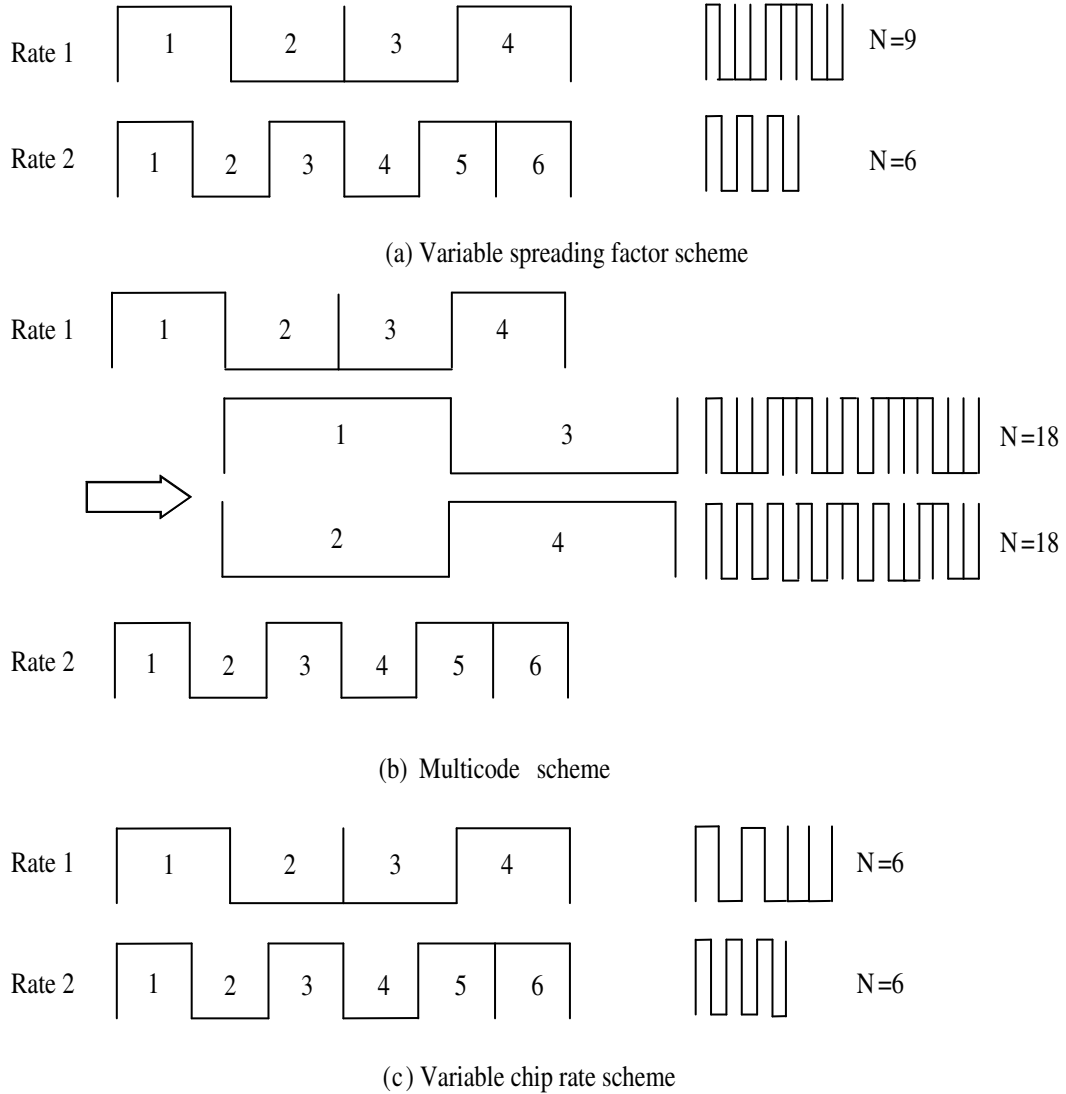 Rate 1
1 2 3 4
N=9
Rate 2
1 2 3 4 5 6
N=6
(a) Variable spreading factor scheme
Rate 1
1 2 3 4
1 3
N=18
2 4
N=18
Rate 2
1 2 3 4 5 6
(b) Multicode scheme
Rate 1
1 2 3 4
N=6
Rate 2
1 2 3 4 5 6
N=6
(c) Variable chip rate scheme